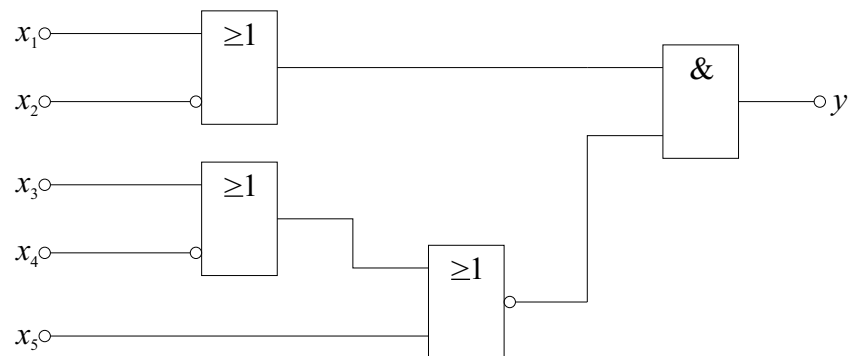 x₁
≥1
&
x₂
y
x₃
≥1
x₄
≥1
x₅